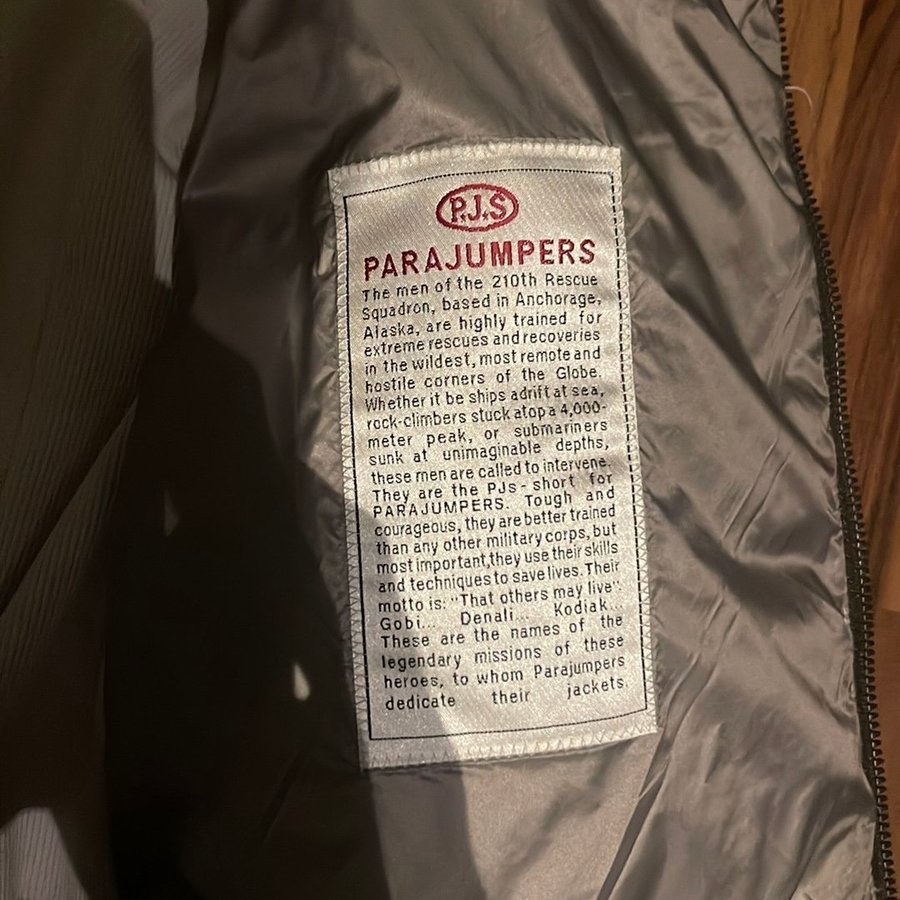 P.J.S
PARAJUMPERS
The men of the 210th Rescue
Squadron, based in Anchorage,
Alaska, are highly trained for
extreme rescues and recoveries
in the wildest, most remote and
hostile corners of the Globe.
Whether it be ships adrift at sea,
rock-climbers stuck atop a 4,000-
meter peak, or submariners
sunk at unimaginable depths,
these men are called to intervene.
They are the PJs - short for
PARAJUMPERS. Tough and
courageous, they are better trained
than any other military corps, but
most important, they use their skills
and techniques to save lives. Their
motto is: "That others may live".
Gobi... Denali... Kodiak...
These are the names of the
legendary missions of these
heroes, to whom Parajumpers
dedicate their jackets.